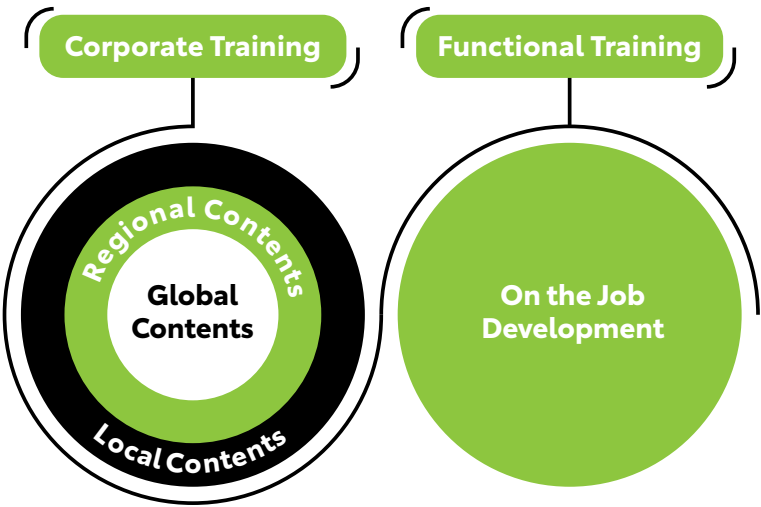 Corporate Training
Functional Training
Regional Contents
Global
Contents
Local Contents
On the Job
Development